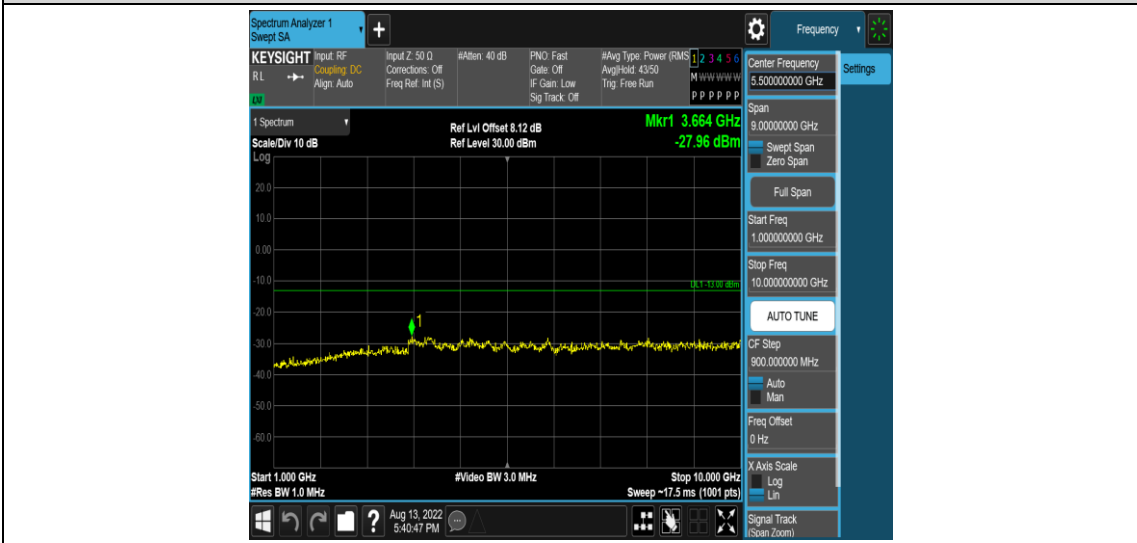 Spectrum Analyzer 1
Swept SA
+
Frequency
KEYSIGHT
RL
LXI
Input: RF
Coupling: DC
Align: Auto
Input Z: 50 Ω
Corrections: Off
Freq Ref: Int (S)
#Atten: 40 dB
PNO: Fast
Gate: Off
IF Gain: Low
Sig Track: Off
#Avg Type: Power (RMS
Avg|Hold: 43/50
Trig: Free Run
1 2 3 4 5 6
M W W W W W
P P P P P P
1 Spectrum
Scale/Div 10 dB
Log
Ref Lvl Offset 8.12 dB
Ref Level 30.00 dBm
Mkr1 3.664 GHz
-27.96 dBm
20.0
10.0
0.00
-10.0
DL1 -13.00 dBm
-20.0
1
-30.0
-40.0
-50.0
-60.0
Start 1.000 GHz
#Res BW 1.0 MHz
#Video BW 3.0 MHz
Stop 10.000 GHz
Sweep ~17.5 ms (1001 pts)
?
Aug 13, 2022
5:40:47 PM
Settings
Center Frequency
5.500000000 GHz
Span
9.00000000 GHz
Swept Span
Zero Span
Full Span
Start Freq
1.000000000 GHz
Stop Freq
10.000000000 GHz
AUTO TUNE
CF Step
900.000000 MHz
Auto
Man
Freq Offset
0 Hz
X Axis Scale
Log
Lin
Signal Track
(Span Zoom)